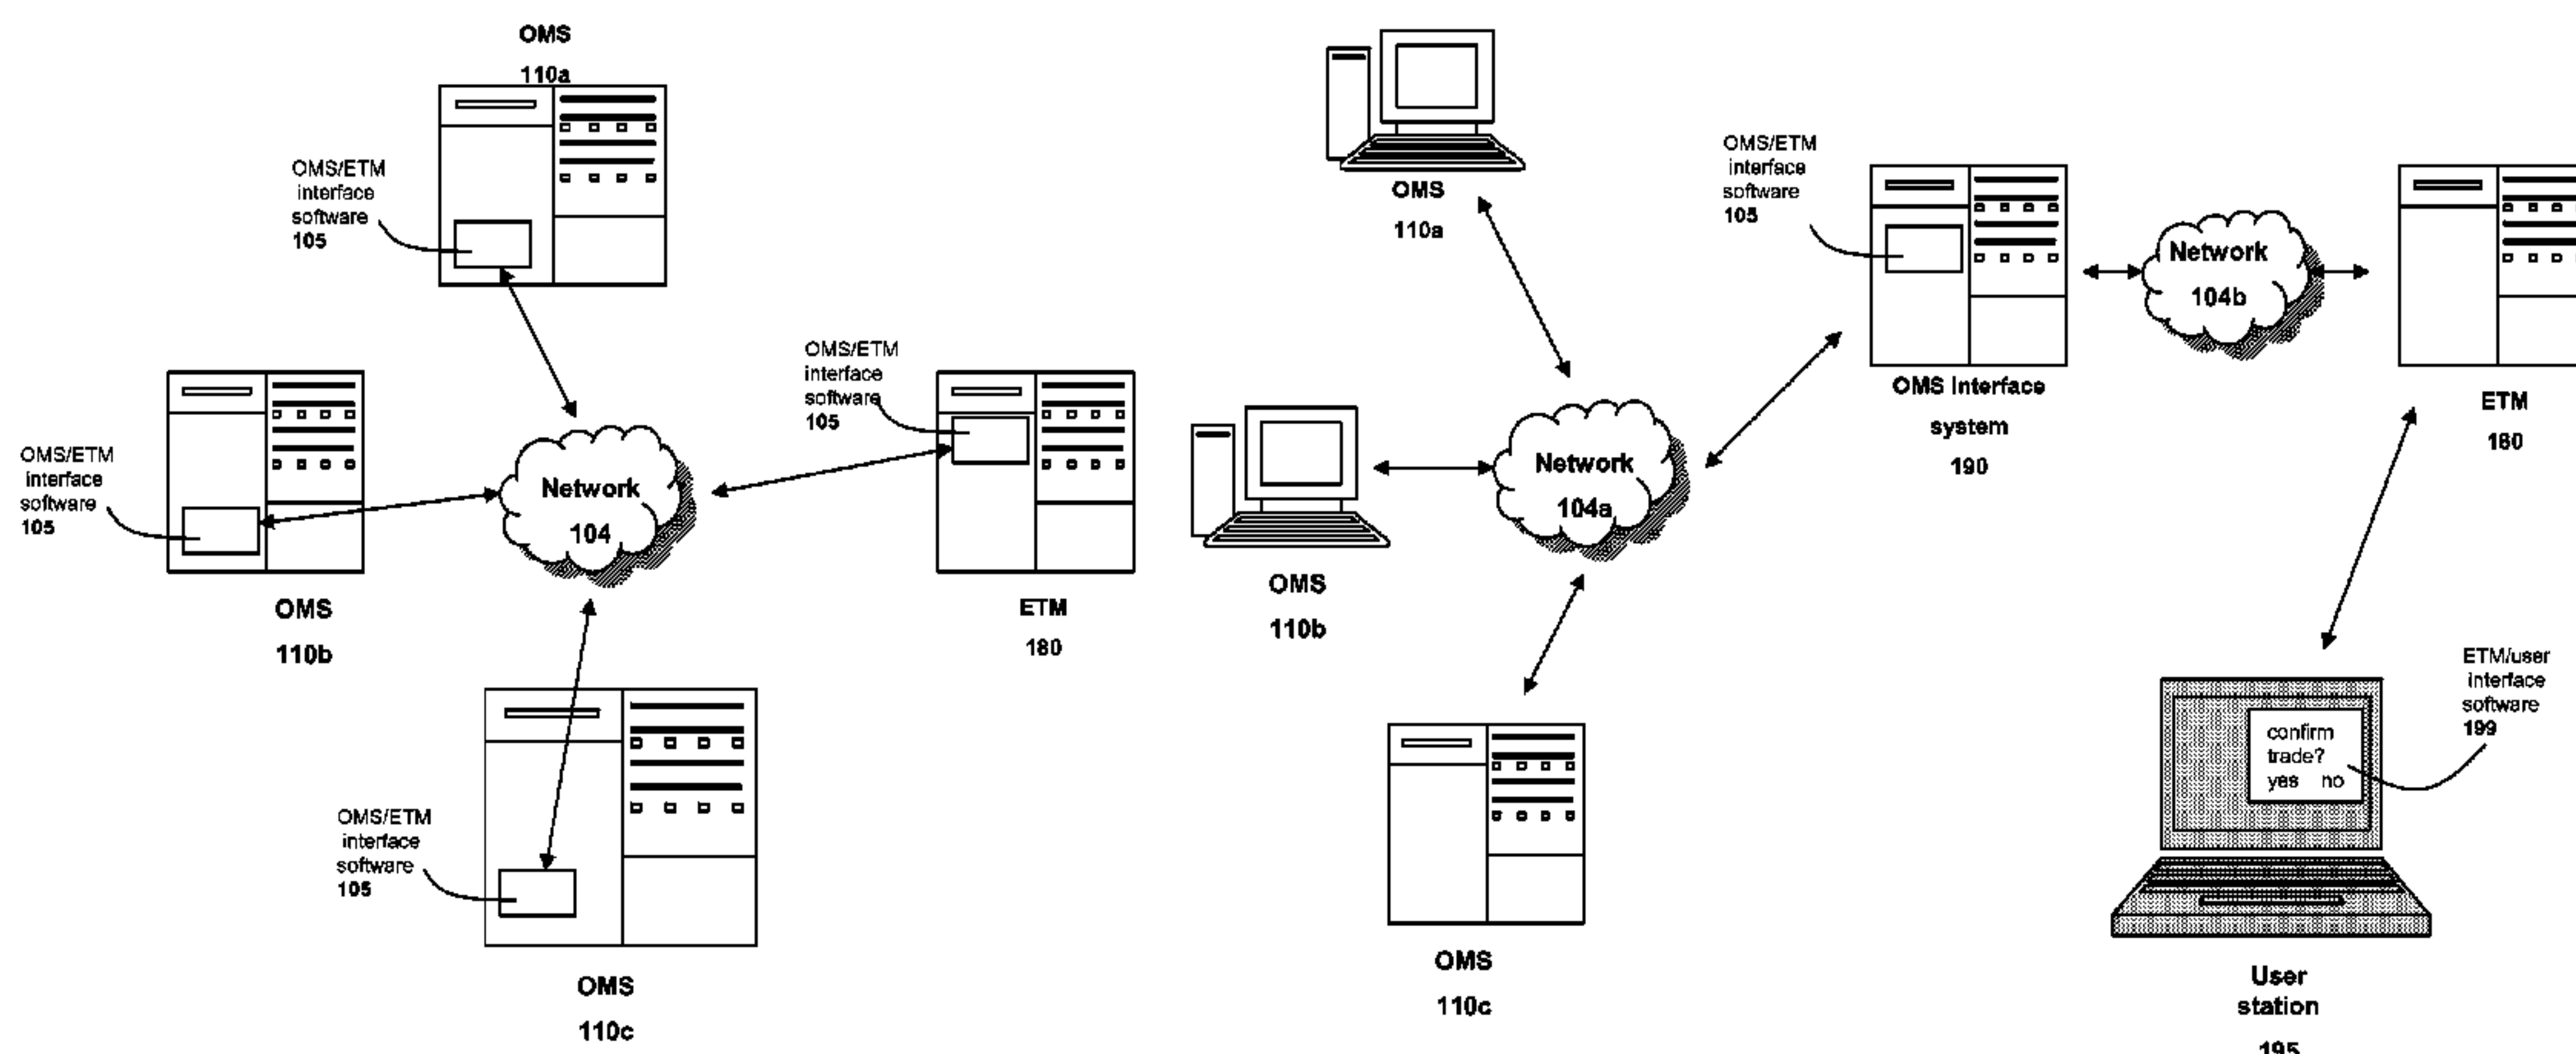 OMS
110a
OMS/ETM
interface
software
105
OMS/ETM
interface
software
105
OMS
110b
Network
104
OMS/ETM
interface
software
105
ETM
180
OMS/ETM
interface
software
105
OMS
110c
OMS
110a
OMS
110b
Network
104a
OMS
110c
OMS/ETM
interface
software
105
OMS Interface
system
190
Network
104b
ETM
180
confirm
trade?
yes no
ETM/user
interface
software
199
User
station
195